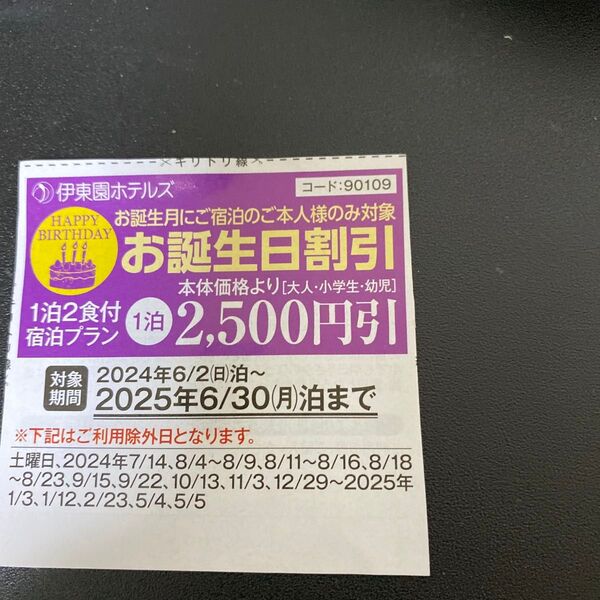 キリトリ線
伊東園ホテルズ
コード:90109
HAPPY
BIRTHDAY
お誕生月にご宿泊のご本人様のみ対象
お誕生日割引
本体価格より[大人・小学生・幼児]
1泊2食付
宿泊プラン
1泊
2,500円引
対象
期間
2024年6/2(日)泊～
2025年6/30(月)泊まで
※下記はご利用除外日となります。
土曜日、2024年7/14、8/4～8/9、8/11～8/16、8/18
～8/23、9/15、9/22、10/13、11/3、12/29～2025年
1/3、1/12、2/23、5/4、5/5